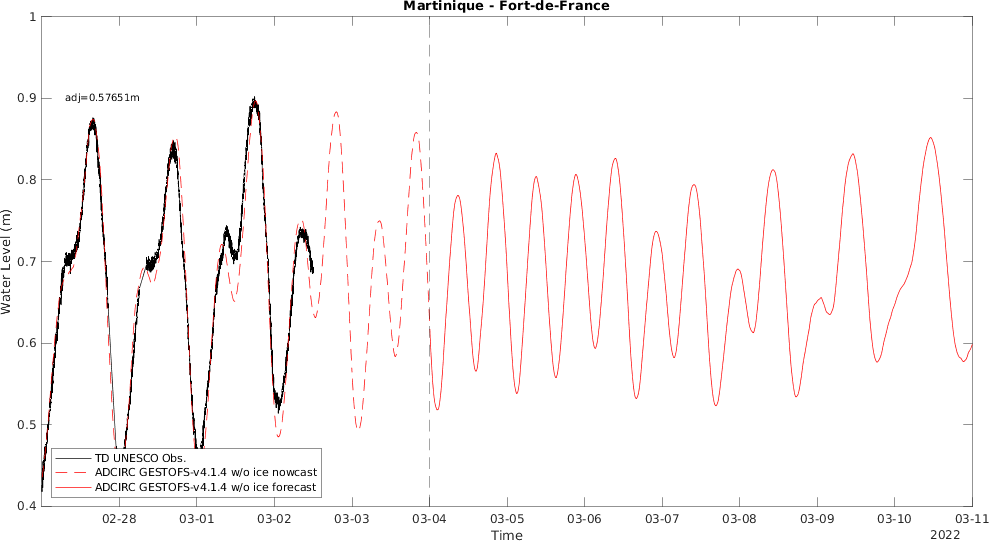 Martinique - Fort-de-France
1
0.9
0.8
0.7
0.6
0.5
0.4
Water Level (m)
adj=0.57651m
TD UNESCO Obs.
ADCIRC GESTOFS-v4.1.4 w/o ice nowcast
ADCIRC GESTOFS-v4.1.4 w/o ice forecast
02-28 03-01 03-02 03-03 03-04 03-05 03-06 03-07 03-08 03-09 03-10 03-11
Time
2022